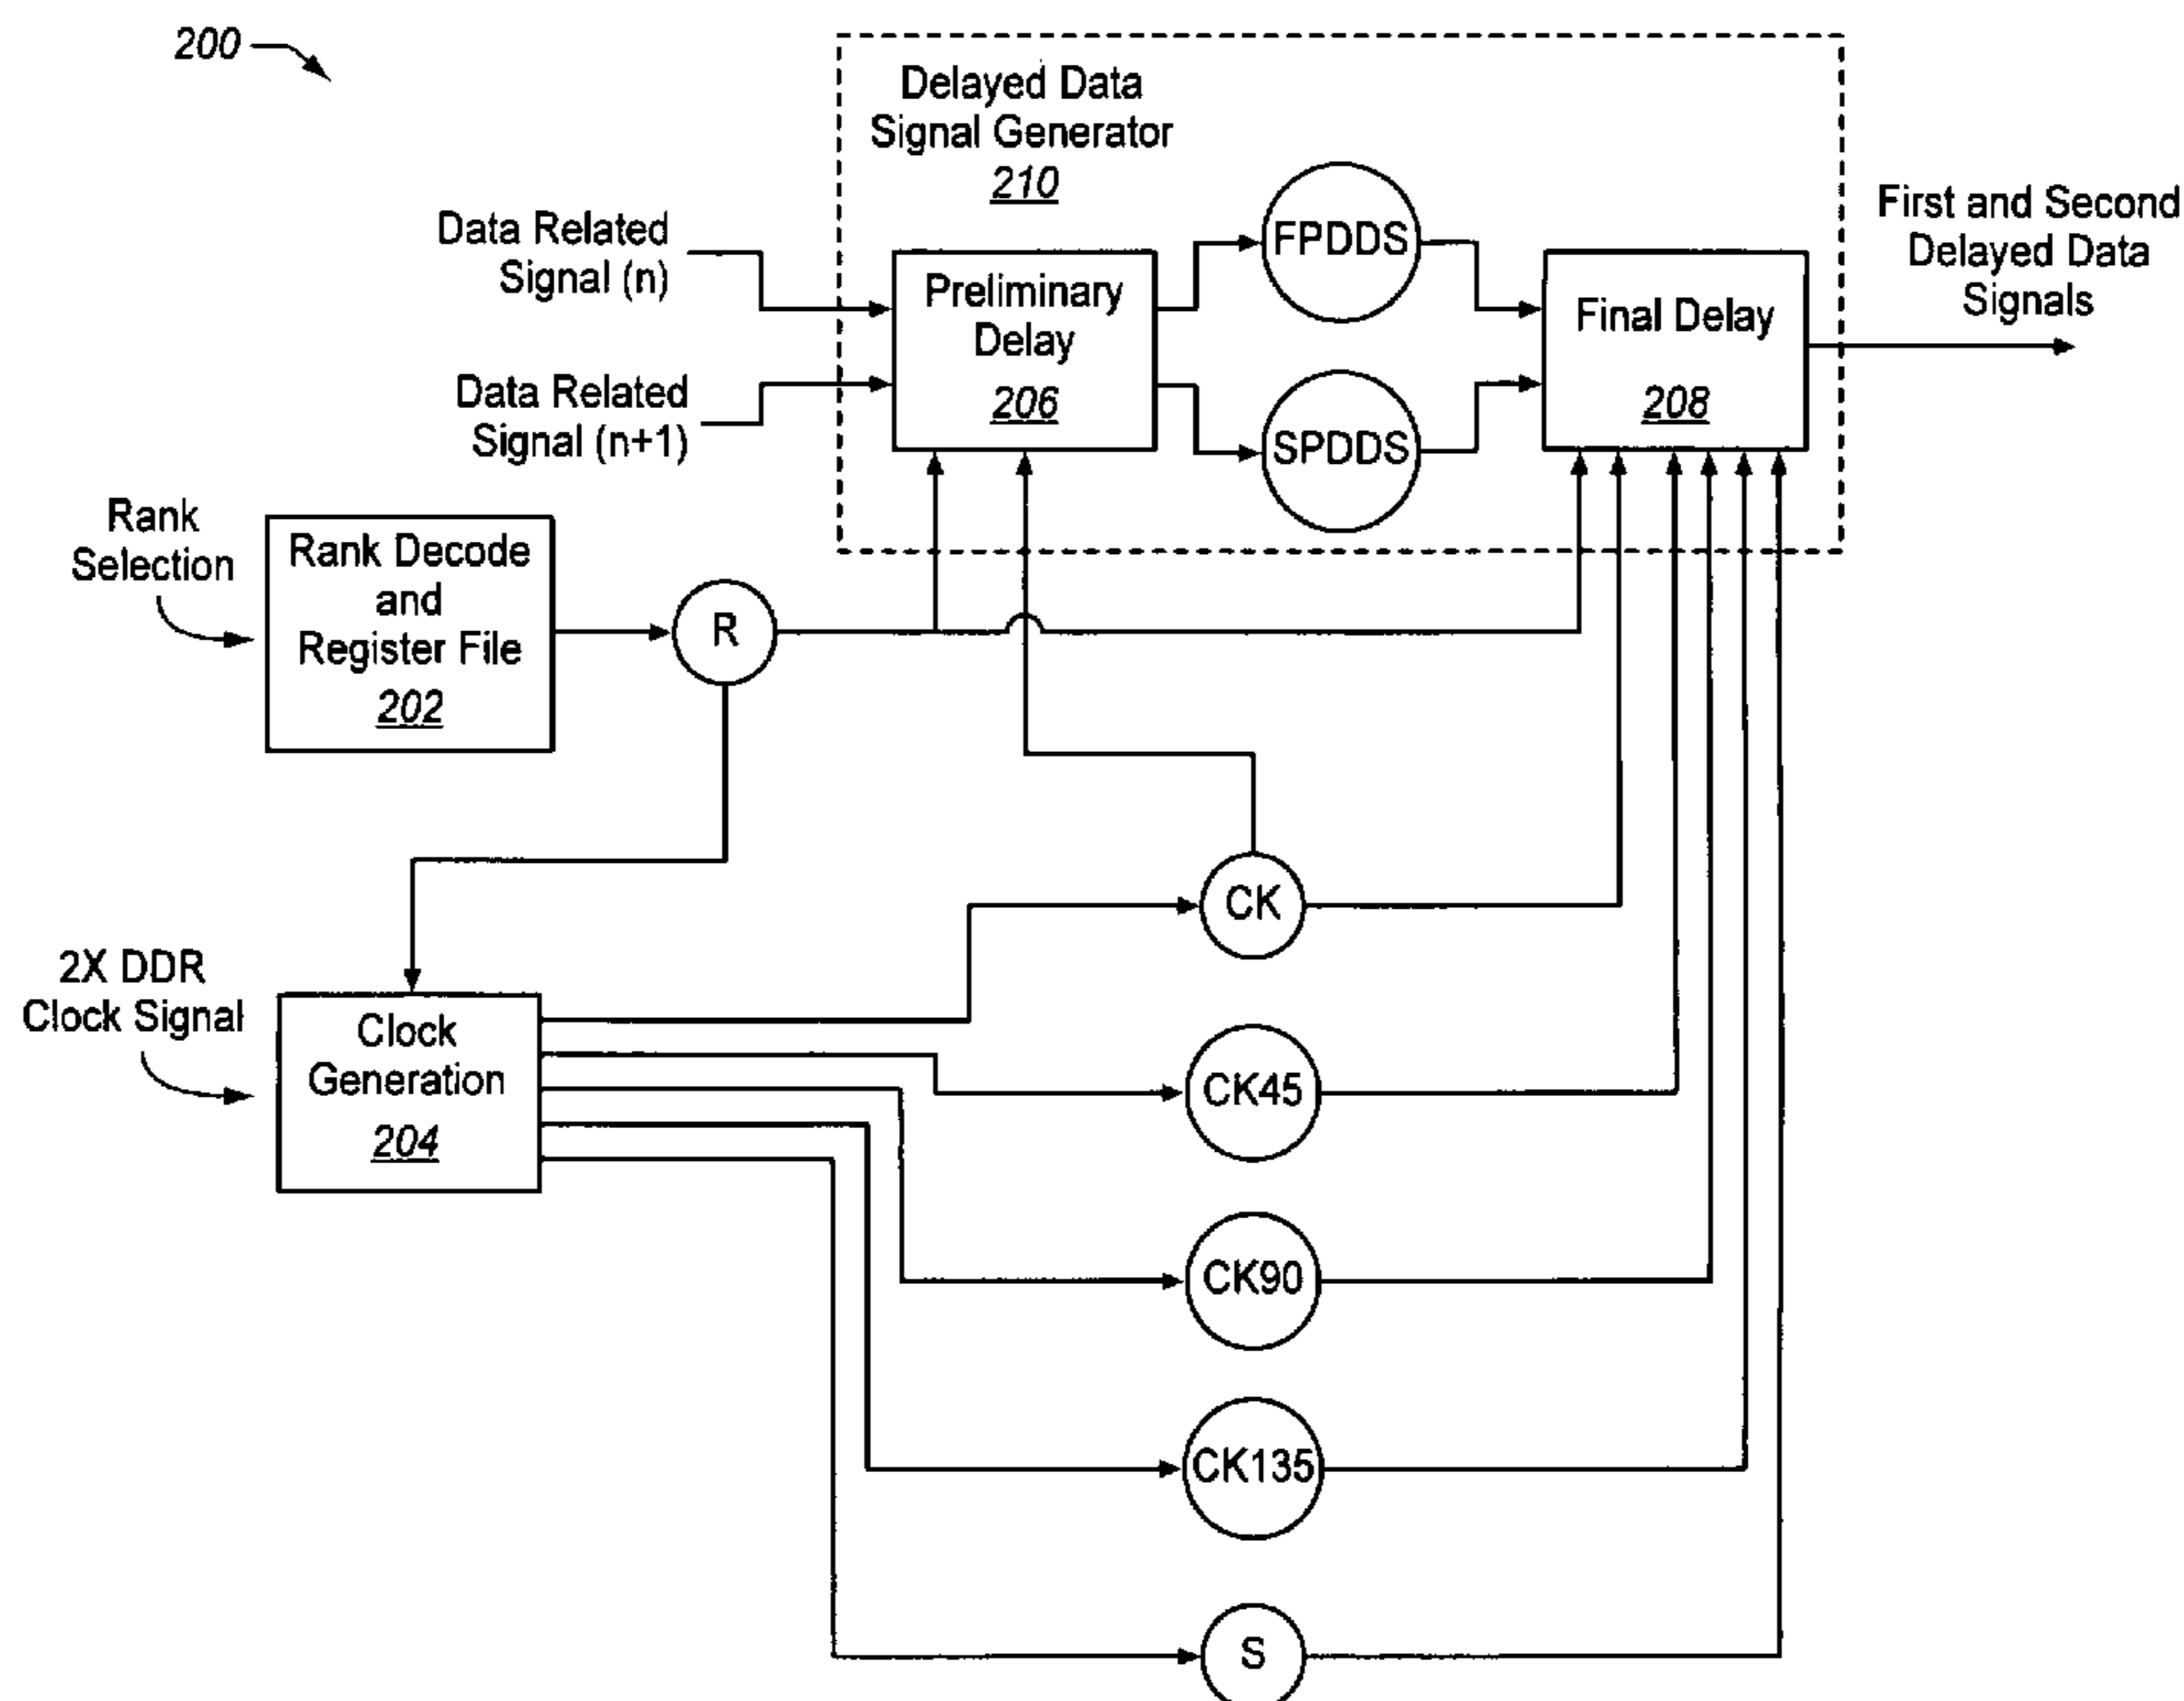 200
Delayed Data
Signal Generator
210
Data Related
Signal (n)
Data Related
Signal (n+1)
Preliminary
Delay
206
FPDDS
SPDDS
Final Delay
208
First and Second
Delayed Data
Signals
Rank
Selection
Rank Decode
and
Register File
202
R
2X DDR
Clock Signal
Clock
Generation
204
CK
CK45
CK90
CK135
S